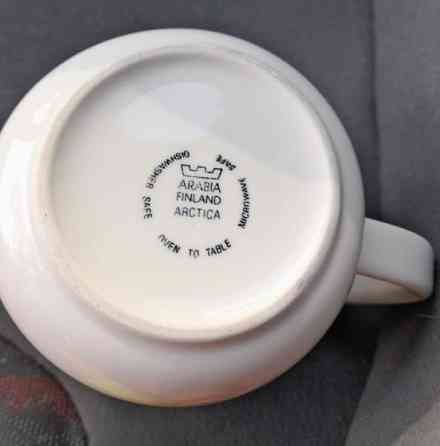 ARABIA
FINLAND
ARCTICA
DISHWASHER SAFE
OVEN TO TABLE
MICROWAVE SAFE